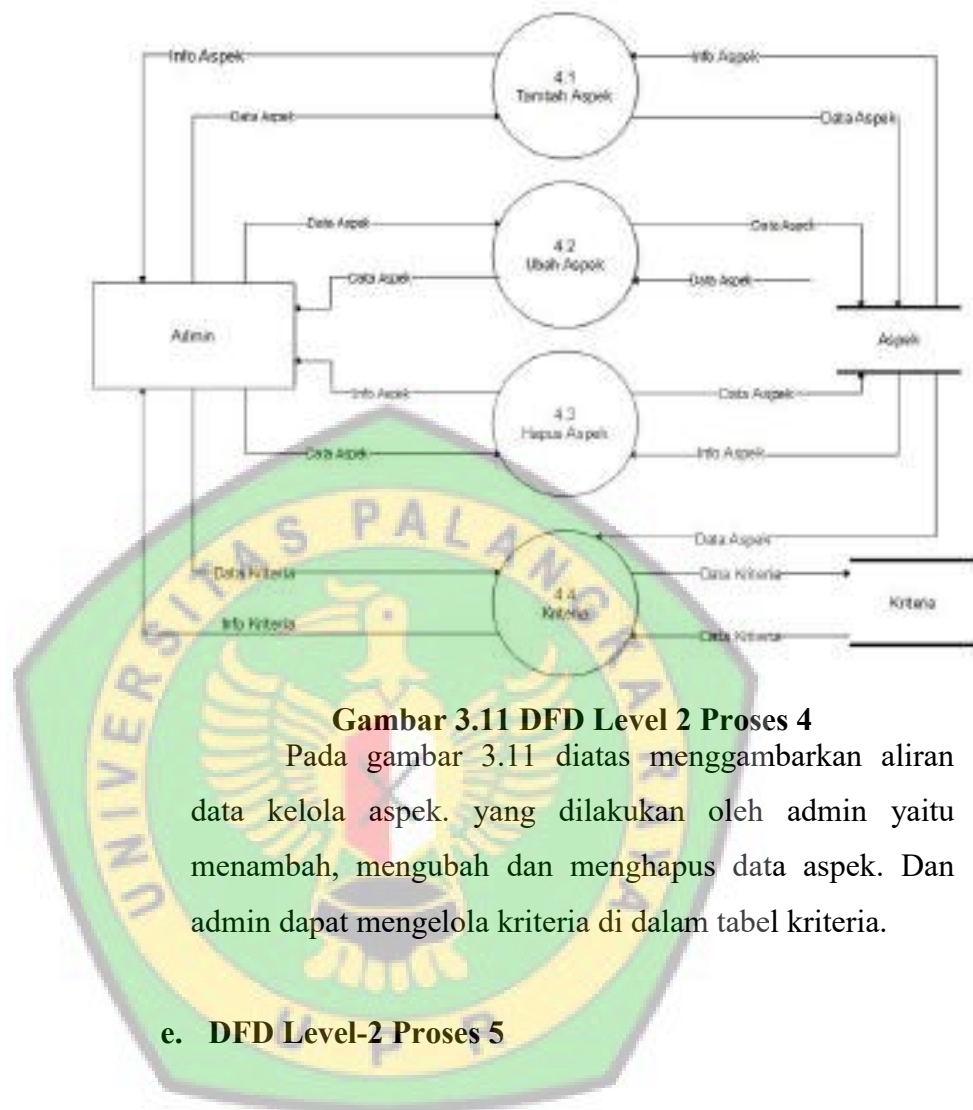 Info Aspek
Info Aspek
4.1
Tambah Aspek
Data Aspek
Data Aspek
Data Aspek
Data Aspek
4.2
Ubah Aspek
Data Aspek
Data Aspek
Admin
Aspek
Info Aspek
Data Aspek
4.3
Hapus Aspek
Data Aspek
Info Aspek
UNIVERSITAS PALANGKA RAYA
Data Aspek
Data Kriteria
Data Kriteria
4.4
Kriteria
Kriteria
Info Kriteria
Data Kriteria
Gambar 3.11 DFD Level 2 Proses 4
Pada gambar 3.11 diatas menggambarkan aliran
data kelola aspek. yang dilakukan oleh admin yaitu
menambah, mengubah dan menghapus data aspek. Dan
admin dapat mengelola kriteria di dalam tabel kriteria.
e. DFD Level-2 Proses 5
U P R